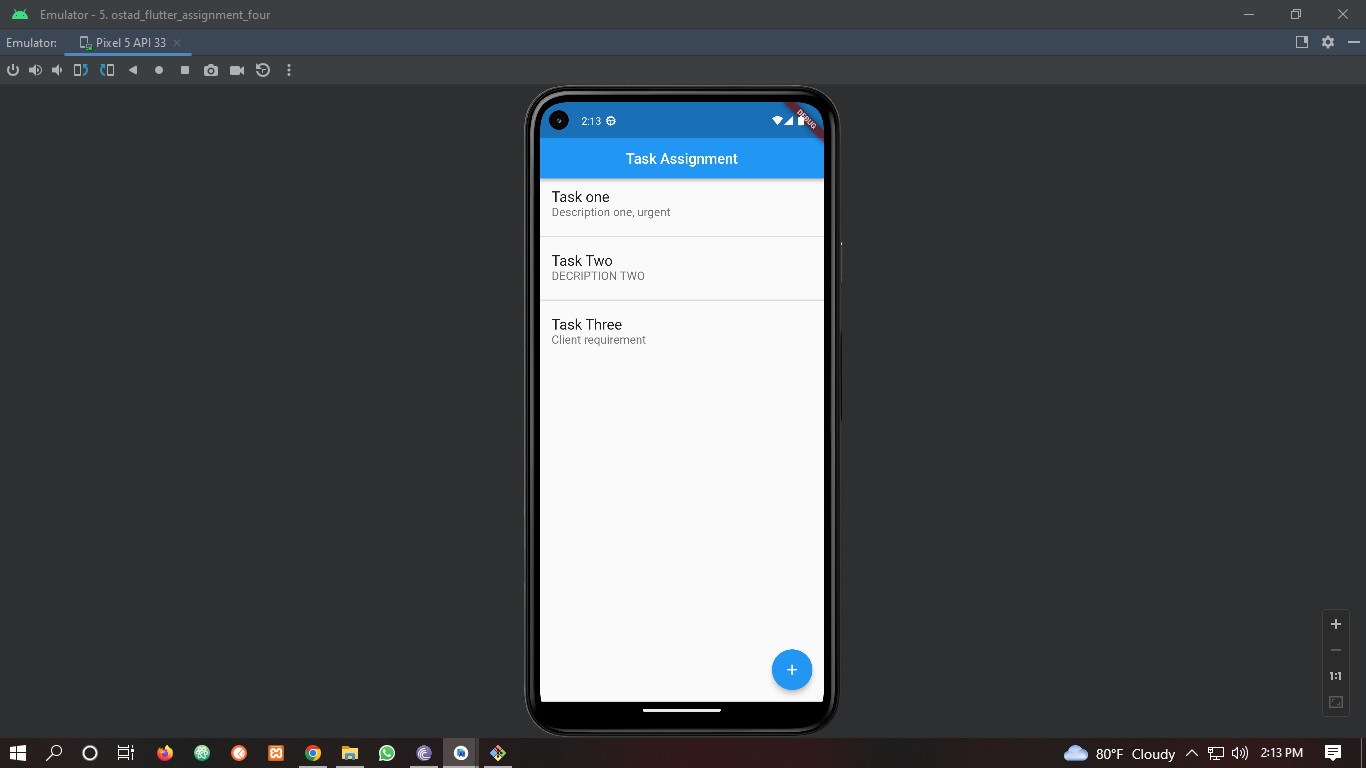 Emulator - 5. ostad_flutter_assignment_four
Emulator: Pixel 5 API 33
2:13
DEBUG
Task Assignment
Task one
Description one, urgent
Task Two
DECRIPTION TWO
Task Three
Client requirement
+
1:1
80°F Cloudy
2:13 PM